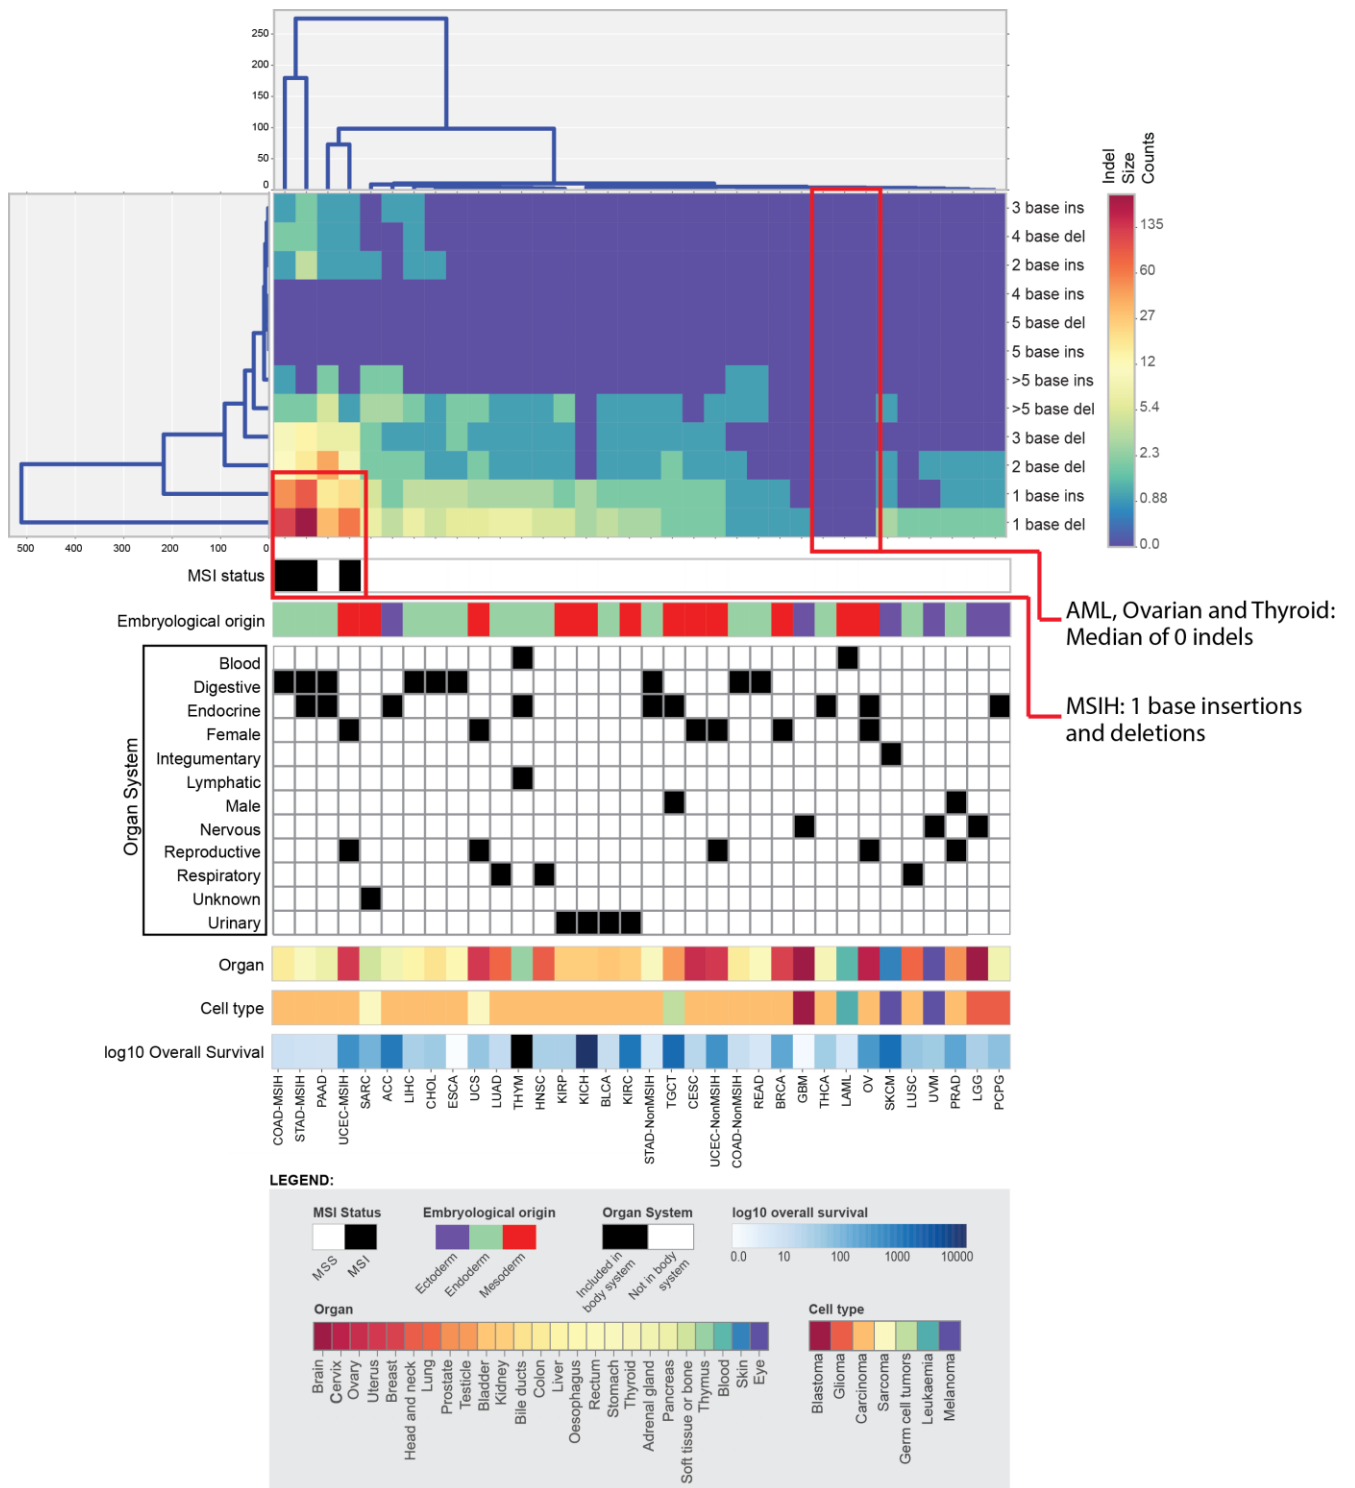 250
200
150
100
50
0
Indel
Size
Counts
3 base ins
4 base del
2 base ins
4 base ins
5 base del
5 base ins
>5 base ins
>5 base del
3 base del
2 base del
1 base ins
1 base del
135
60
27
12
5.4
2.3
0.88
0.0
500 400 300 200 100 0
MSI status
Embryological origin
AML, Ovarian and Thyroid:
Median of 0 indels
MSIH: 1 base insertions
and deletions
Organ System
Blood
Digestive
Endocrine
Female
Integumentary
Lymphatic
Male
Nervous
Reproductive
Respiratory
Unknown
Urinary
Organ
Cell type
log10 Overall Survival
COAD-MSIH
STAD-MSIH
PAAD
UCEC-MSIH
SARC
ACC
LIHC
CHOL
ESCA
UCS
LUAD
THYM
HNSC
KIRP
KICH
BLCA
KIRC
STAD-NonMSIH
TGCT
CESC
UCEC-NonMSIH
COAD-NonMSIH
READ
BRCA
GBM
THCA
LAML
OV
SKCM
LUSC
UVM
PRAD
LGG
PCPG
LEGEND:
MSI Status
MSS
MSI
Embryological origin
Ectoderm
Endoderm
Mesoderm
Organ System
Included in
body system
Not in body
system
log10 overall survival
0.0 10 100 1000 10000
Organ
Brain
Cervix
Ovary
Uterus
Breast
Head and neck
Lung
Prostate
Testicle
Bladder
Kidney
Bile ducts
Colon
Liver
Oesophagus
Rectum
Stomach
Thyroid
Adrenal gland
Pancreas
Soft tissue or bone
Thymus
Blood
Skin
Eye
Cell type
Blastoma
Glioma
Carcinoma
Sarcoma
Germ cell tumors
Leukaemia
Melanoma